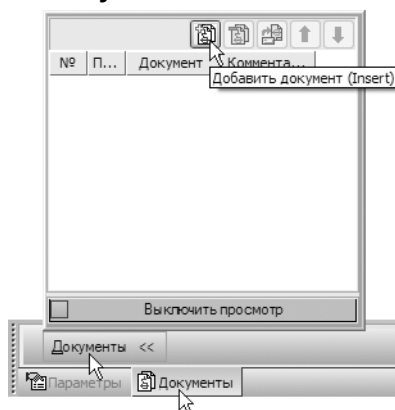 № П... Документ Коммента...
Добавить документ (Insert)
Выключить просмотр
Документы <<
Параметры Документы